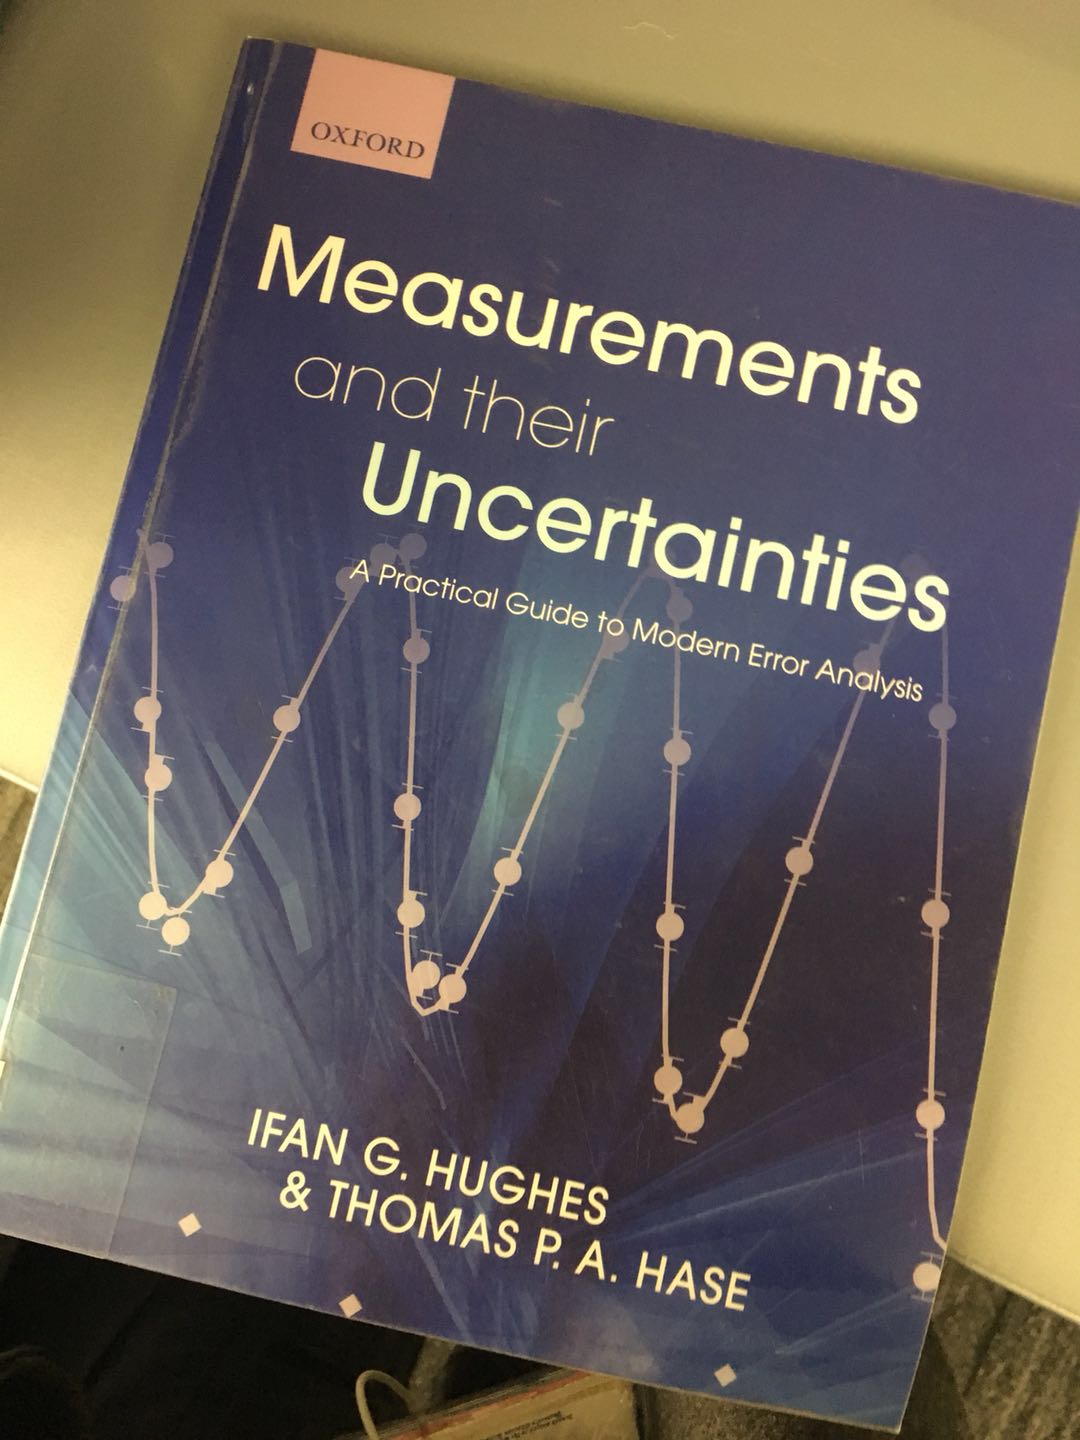 OXFORD
Measurements
and their
Uncertainties
A Practical Guide to Modern Error Analysis
IFAN G. HUGHES
& THOMAS P. A. HASE